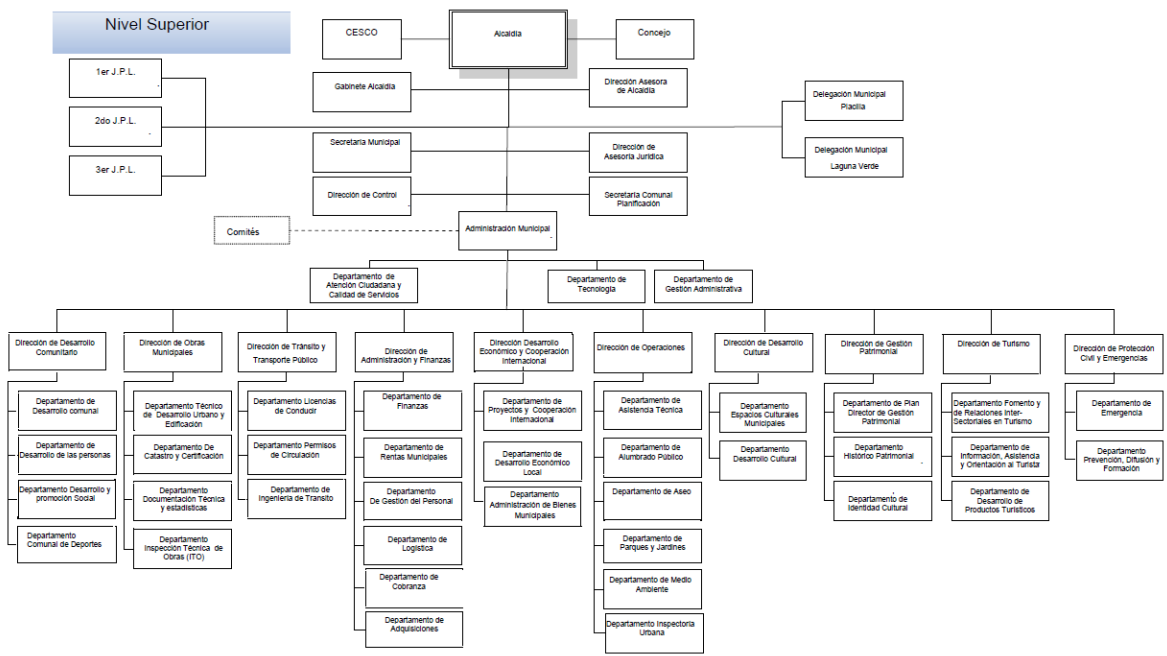 Nivel Superior
CESCO
Alcaldía
Concejo
1er J.P.L.
2do J.P.L.
3er J.P.L.
Gabinete Alcaldía
Dirección Asesora
de Alcaldía
Delegación Municipal
Placilla
Delegación Municipal
Laguna Verde
Secretaría Municipal
Dirección de
Asesoría Jurídica
Dirección de Control
Secretaría Comunal
Planificación
Comités
Administración Municipal
Departamento de
Atención Ciudadana y
Calidad de Servicios
Departamento de
Tecnología
Departamento de
Gestión Administrativa
Dirección de Desarrollo
Comunitario
Departamento de
Desarrollo comunal
Departamento de
Desarrollo de las personas
Departamento Desarrollo y
promoción Social
Departamento
Comunal de Deportes
Dirección de Obras
Municipales
Departamento Técnico
de Desarrollo Urbano y
Edificación
Departamento De
Catastro y Certificación
Departamento
Documentación Técnica
y estadísticas
Departamento
Inspección Técnica de
Obras (ITO)
Dirección de Tránsito y
Transporte Público
Departamento Licencias
de Conducir
Departamento Permisos
de Circulación
Departamento de
Ingeniería de Transito
Dirección de
Administración y Finanzas
Departamento de
Finanzas
Departamento de
Rentas Municipales
Departamento
De Gestión del Personal
Departamento de
Logística
Departamento de
Cobranza
Departamento de
Adquisiciones
Dirección Desarrollo
Económico y Cooperación
Internacional
Departamento de
Proyectos y Cooperación
Internacional
Departamento de
Desarrollo Económico
Local
Departamento
Administración de Bienes
Municipales
Dirección de Operaciones
Departamento de
Asistencia Técnica
Departamento de
Alumbrado Público
Departamento de Aseo
Departamento de
Parques y Jardines
Departamento de Medio
Ambiente
Departamento Inspectoría
Urbana
Dirección de Desarrollo
Cultural
Departamento
Espacios Culturales
Municipales
Departamento
Desarrollo Cultural
Dirección de Gestión
Patrimonial
Departamento de Plan
Director de Gestión
Patrimonial
Departamento
Histórico Patrimonial
Departamento de
Identidad Cultural
Dirección de Turismo
Departamento Fomento y
de Relaciones Inter-
Sectoriales en Turismo
Departamento de
Información, Asistencia
y Orientación al Turista
Departamento de
Desarrollo de
Productos Turísticos
Dirección de Protección
Civil y Emergencias
Departamento de
Emergencia
Departamento
Prevención, Difusión y
Formación